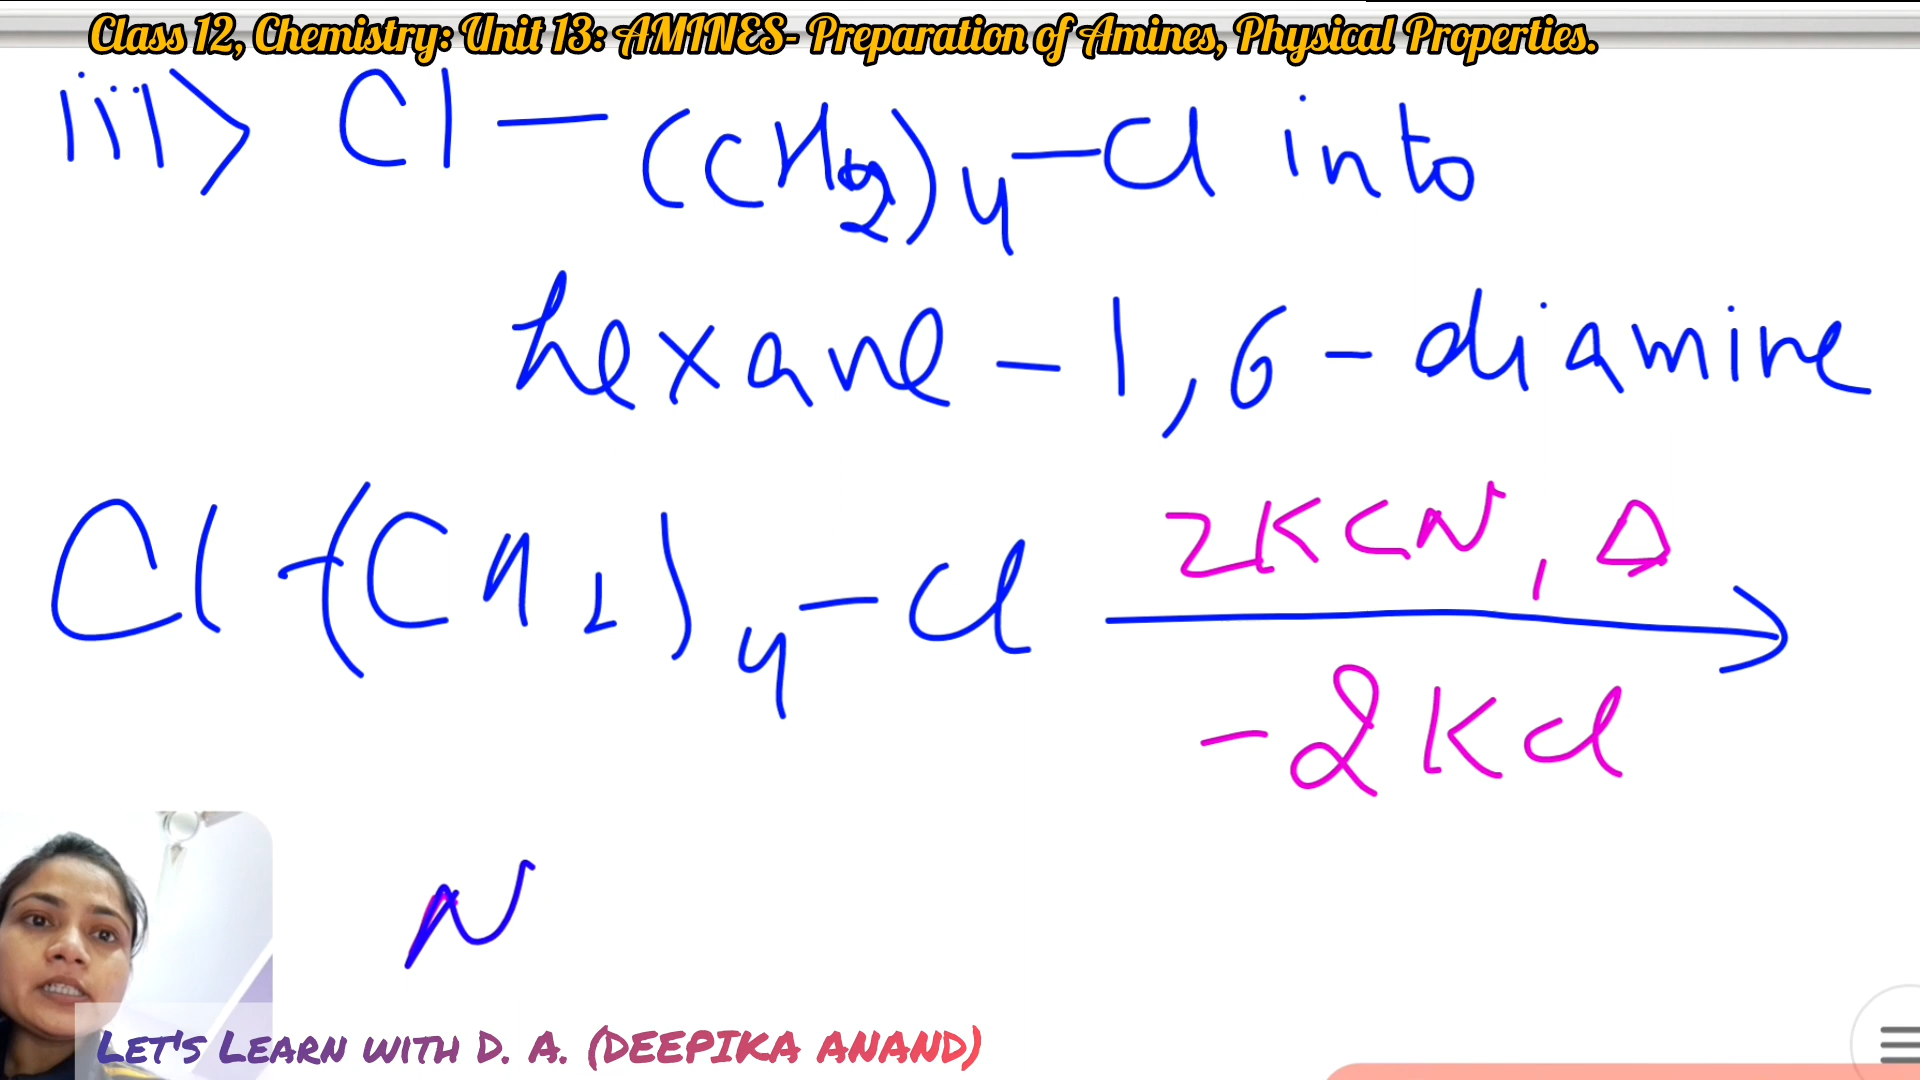 Class 12, Chemistry: Unit 13: AMINES- Preparation of Amines, Physical Properties.
iii> Cl — (CH₂)₄ — Cl into
hexane - 1, 6 - diamine
2KCN, Δ
Cl -(CH₂)₄ - Cl ⟶
- 2KCl
N
LET'S LEARN WITH D. A. (DEEPIKA ANAND)